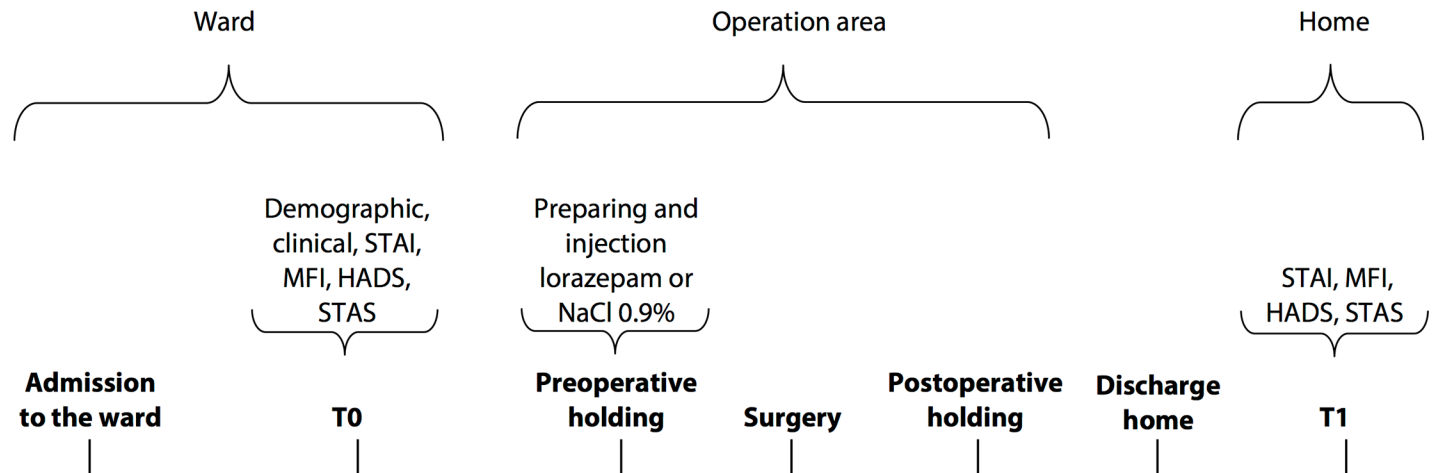 Ward
Operation area
Home
Demographic,
clinical, STAI,
MFI, HADS,
STAS
Preparing and
injection
lorazepam or
NaCl 0.9%
STAI, MFI,
HADS, STAS
Admission
to the ward
T0
Preoperative
holding
Surgery
Postoperative
holding
Discharge
home
T1